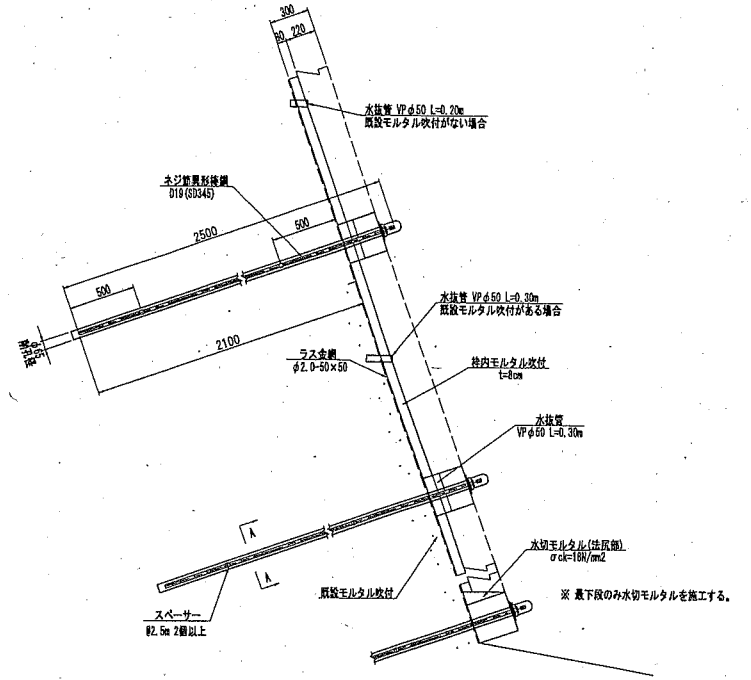 300
80 220
水抜管 VPφ50 L=0.20m
既設モルタル吹付がない場合
ネジ節異形棒鋼
D19(SD345)
2500
500
500
削孔径
φ65
2100
水抜管 VPφ50 L=0.30m
既設モルタル吹付がある場合
ラス金網
φ2.0-50×50
枠内モルタル吹付
t=8cm
水抜管
VPφ50 L=0.30m
A
A
水切モルタル(法尻部)
σck=18N/mm2
既設モルタル吹付
※ 最下段のみ水切モルタルを施工する。
スペーサー
@2.5m 2個以上